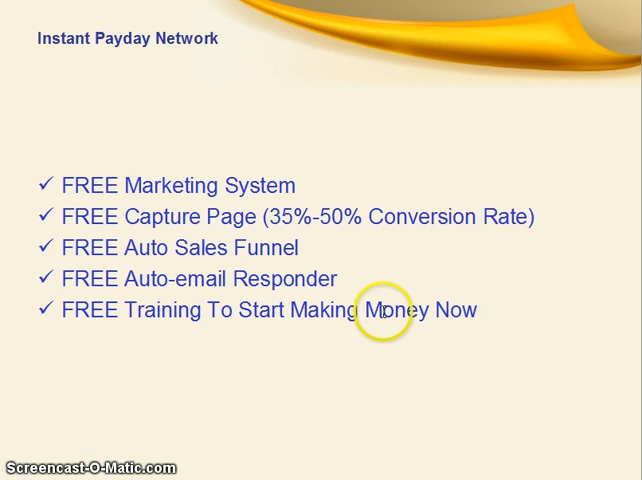 Instant Payday Network
✓ FREE Marketing System
✓ FREE Capture Page (35%-50% Conversion Rate)
✓ FREE Auto Sales Funnel
✓ FREE Auto-email Responder
✓ FREE Training To Start Making Money Now
Screencast-O-Matic.com